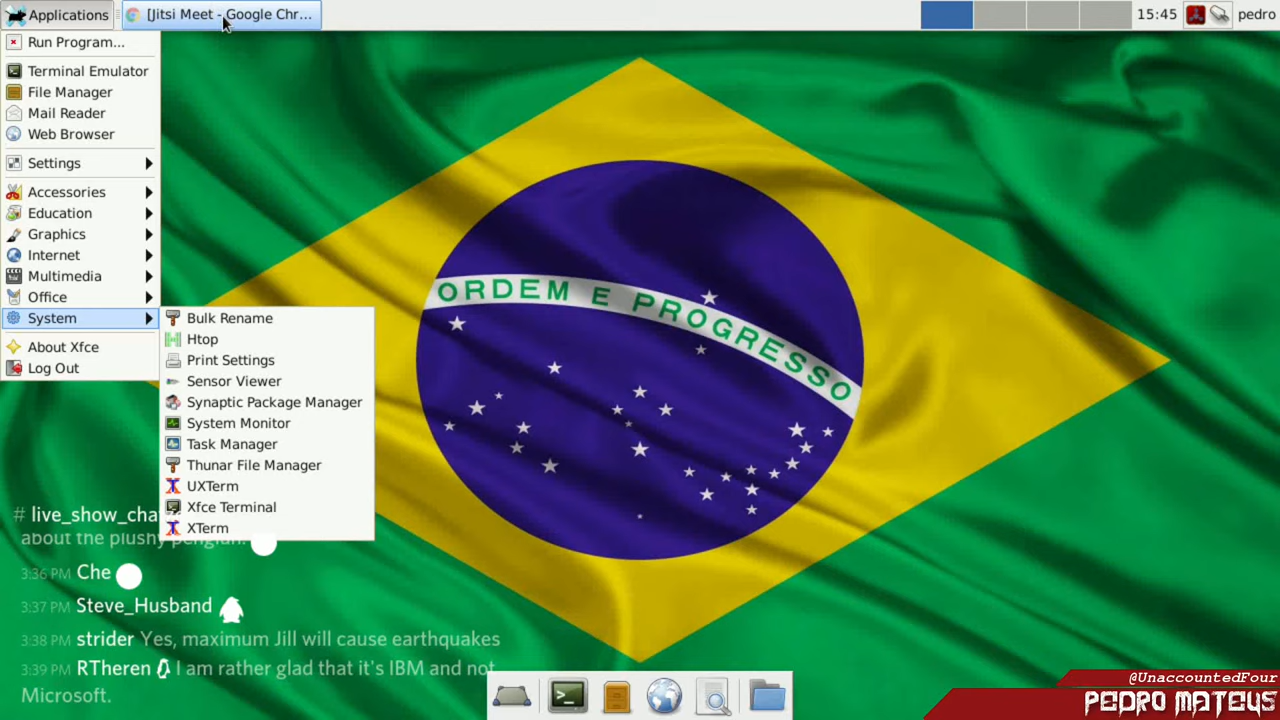 Applications
[Jitsi Meet - Google Chr...
15:45
pedro
Run Program...
Terminal Emulator
File Manager
Mail Reader
Web Browser
Settings
Accessories
Education
Graphics
Internet
Multimedia
Office
System
About Xfce
Log Out
Bulk Rename
Htop
Print Settings
Sensor Viewer
Synaptic Package Manager
System Monitor
Task Manager
Thunar File Manager
UXTerm
Xfce Terminal
XTerm
ORDEM E PROGRESSO
# live_show_cha
about the plushy penguin.
3:36 PM Che
3:37 PM Steve_Husband
3:38 PM strider Yes, maximum Jill will cause earthquakes
3:39 PM RTheren I am rather glad that it's IBM and not
Microsoft.
@UnaccountedFour
PEDRO MATEUS